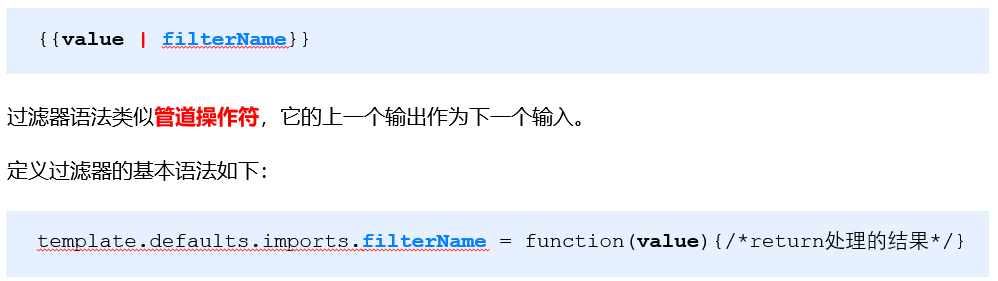 {{value | filterName}}
过滤器语法类似管道操作符，它的上一个输出作为下一个输入。
定义过滤器的基本语法如下：
template.defaults.imports.filterName = function(value){/*return处理的结果*/}